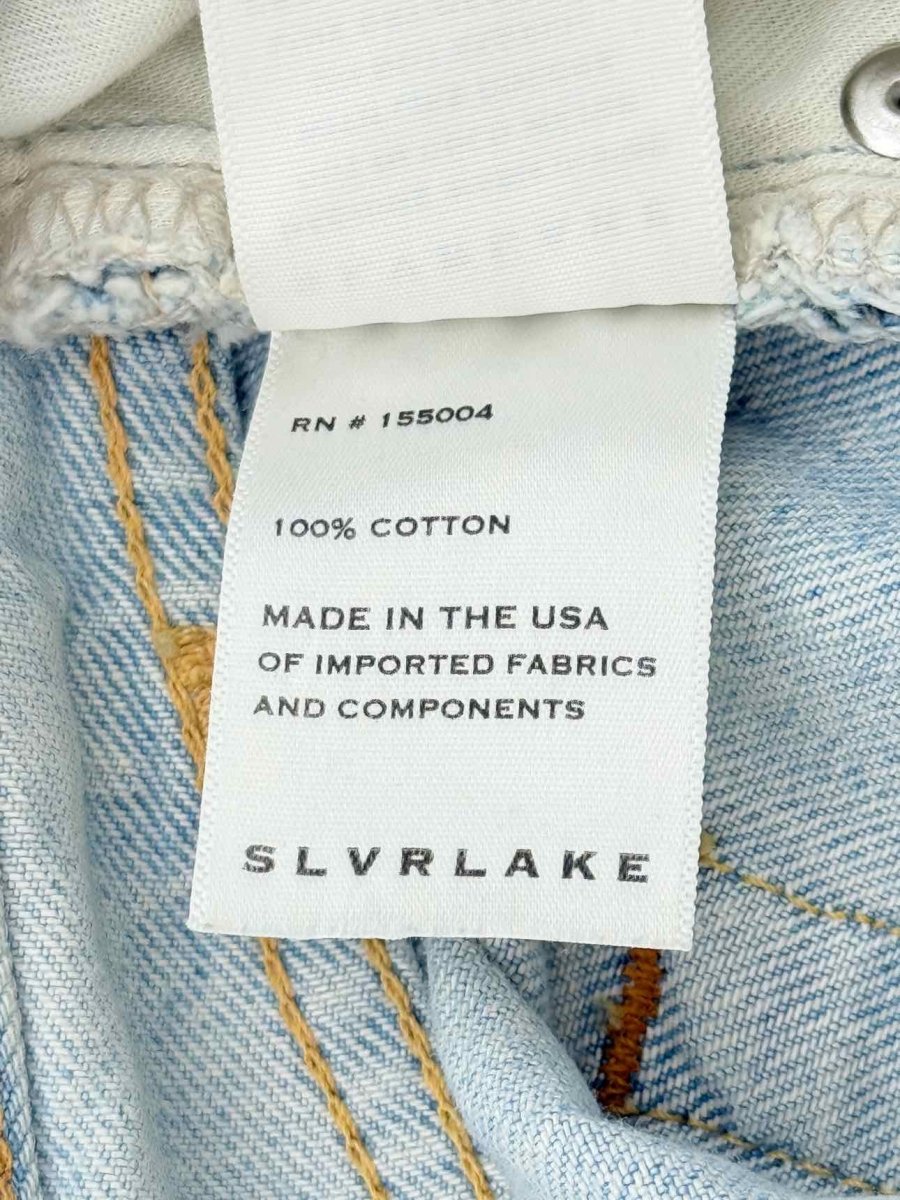 RN # 155004
100% COTTON
MADE IN THE USA
OF IMPORTED FABRICS
AND COMPONENTS
SLVRLAKE